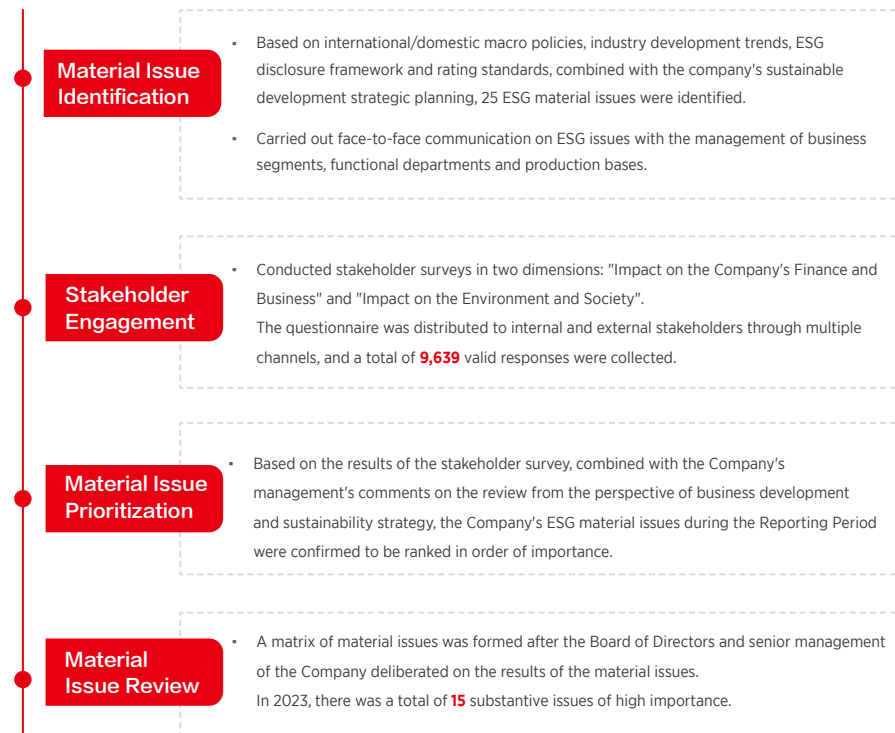 Material Issue
Identification
▪ Based on international/domestic macro policies, industry development trends, ESG
disclosure framework and rating standards, combined with the company's sustainable
development strategic planning, 25 ESG material issues were identified.
▪ Carried out face-to-face communication on ESG issues with the management of business
segments, functional departments and production bases.
Stakeholder
Engagement
▪ Conducted stakeholder surveys in two dimensions: "Impact on the Company's Finance and
Business" and "Impact on the Environment and Society".
The questionnaire was distributed to internal and external stakeholders through multiple
channels, and a total of 9,639 valid responses were collected.
Material Issue
Prioritization
▪ Based on the results of the stakeholder survey, combined with the Company's
management's comments on the review from the perspective of business development
and sustainability strategy, the Company's ESG material issues during the Reporting Period
were confirmed to be ranked in order of importance.
Material
Issue Review
▪ A matrix of material issues was formed after the Board of Directors and senior management
of the Company deliberated on the results of the material issues.
In 2023, there was a total of 15 substantive issues of high importance.